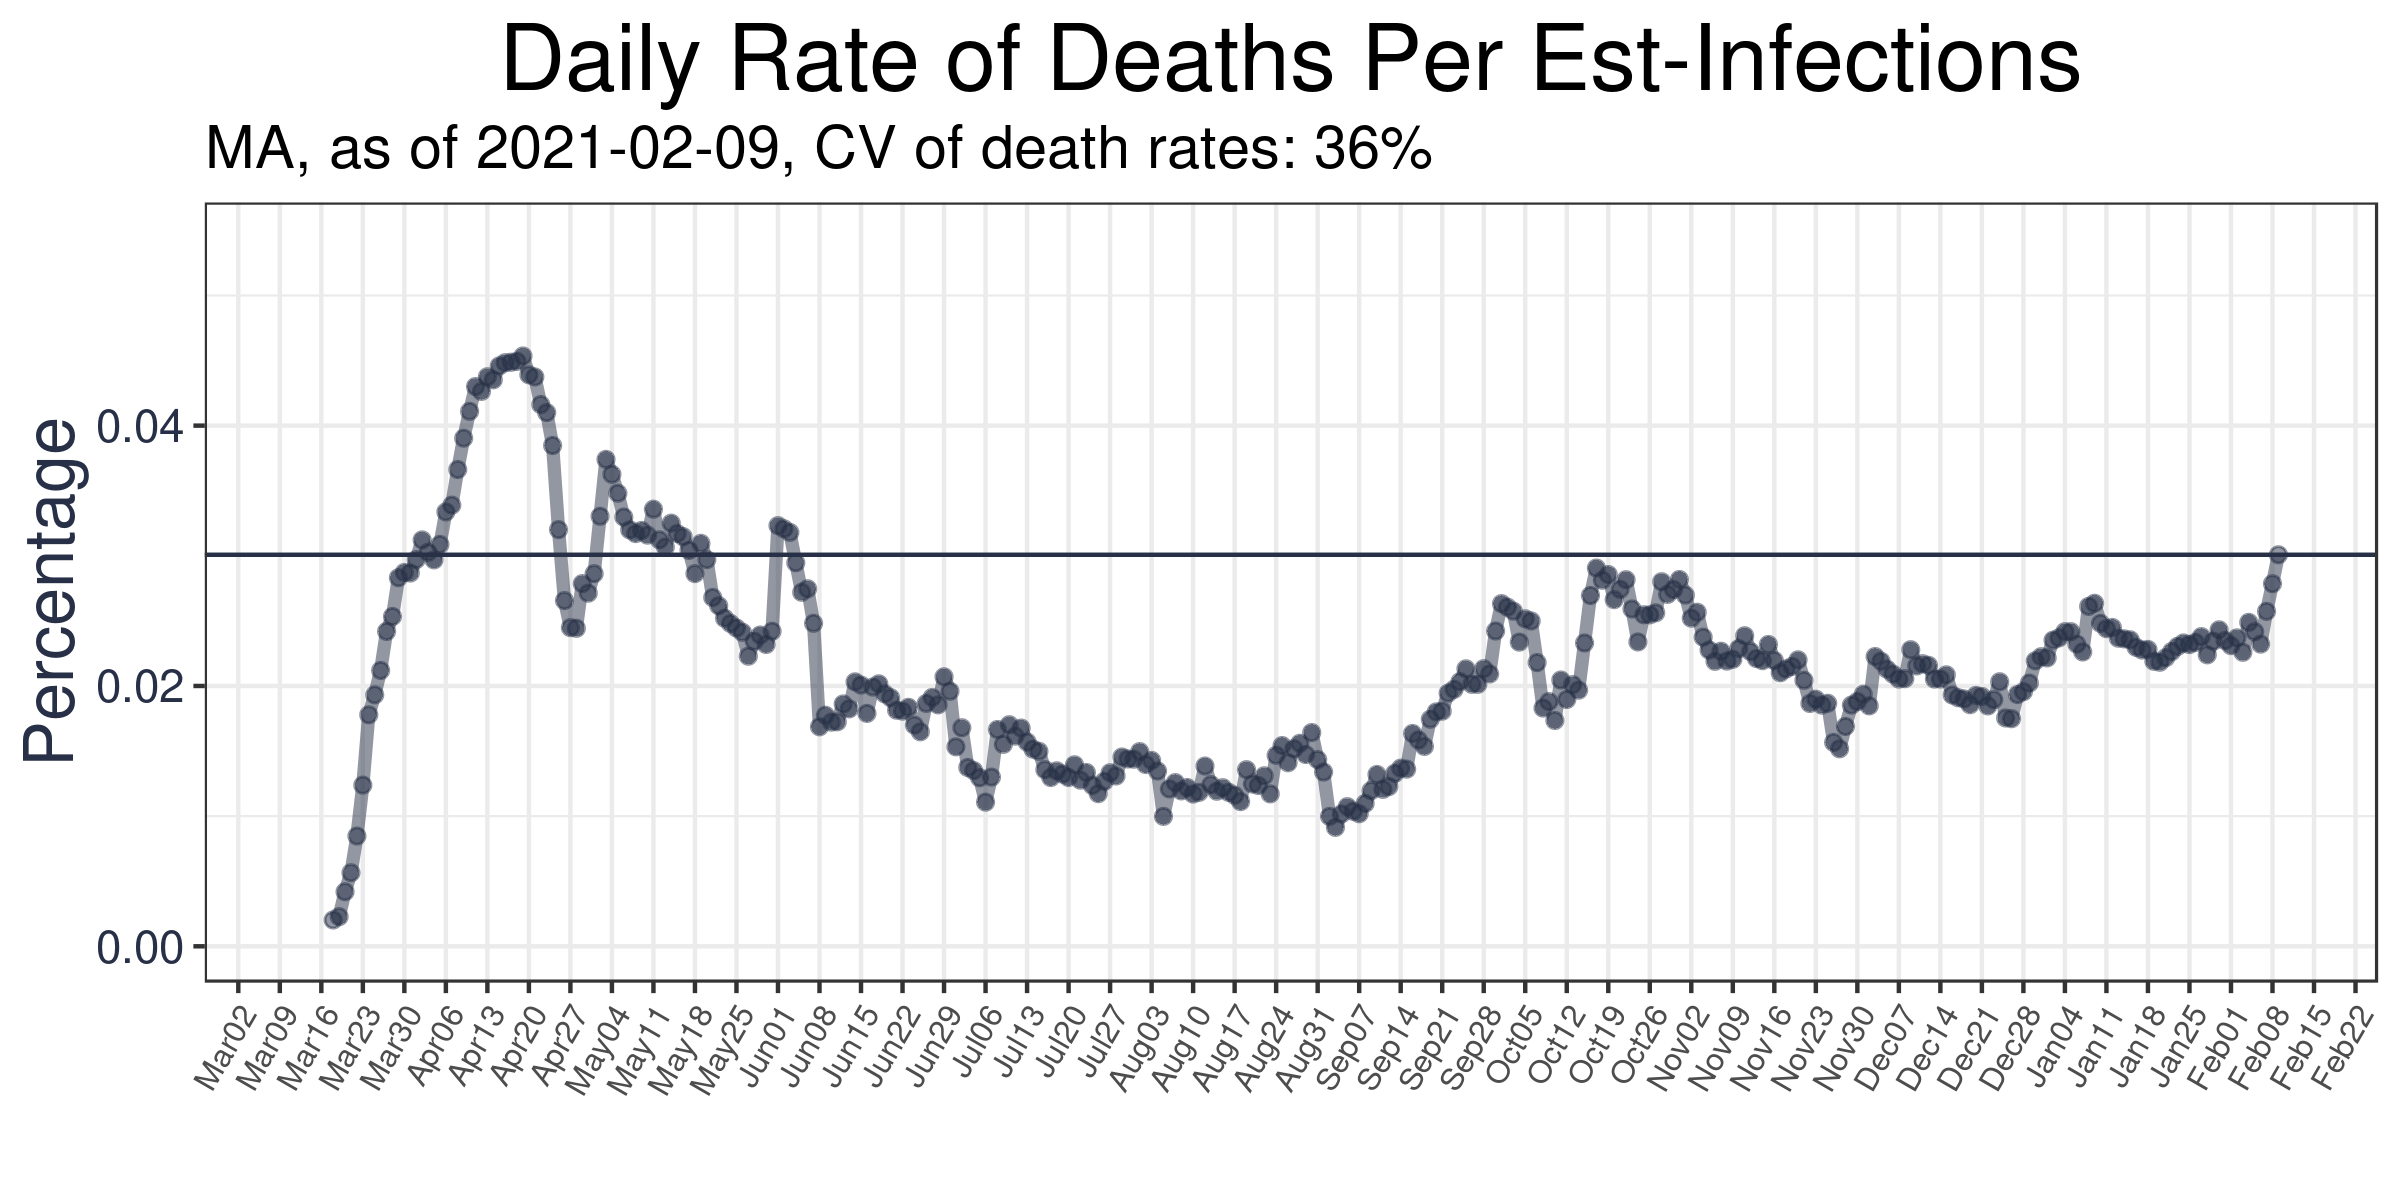 Daily Rate of Deaths Per Est-Infections
MA, as of 2021-02-09, CV of death rates: 36%
Percentage
0.04
0.02
0.00
Mar02
Mar09
Mar16
Mar23
Mar30
Apr06
Apr13
Apr20
Apr27
May04
May11
May18
May25
Jun01
Jun08
Jun15
Jun22
Jun29
Jul06
Jul13
Jul20
Jul27
Aug03
Aug10
Aug17
Aug24
Aug31
Sep07
Sep14
Sep21
Sep28
Oct05
Oct12
Oct19
Oct26
Nov02
Nov09
Nov16
Nov23
Nov30
Dec07
Dec14
Dec21
Dec28
Jan04
Jan11
Jan18
Jan25
Feb01
Feb08
Feb15
Feb22